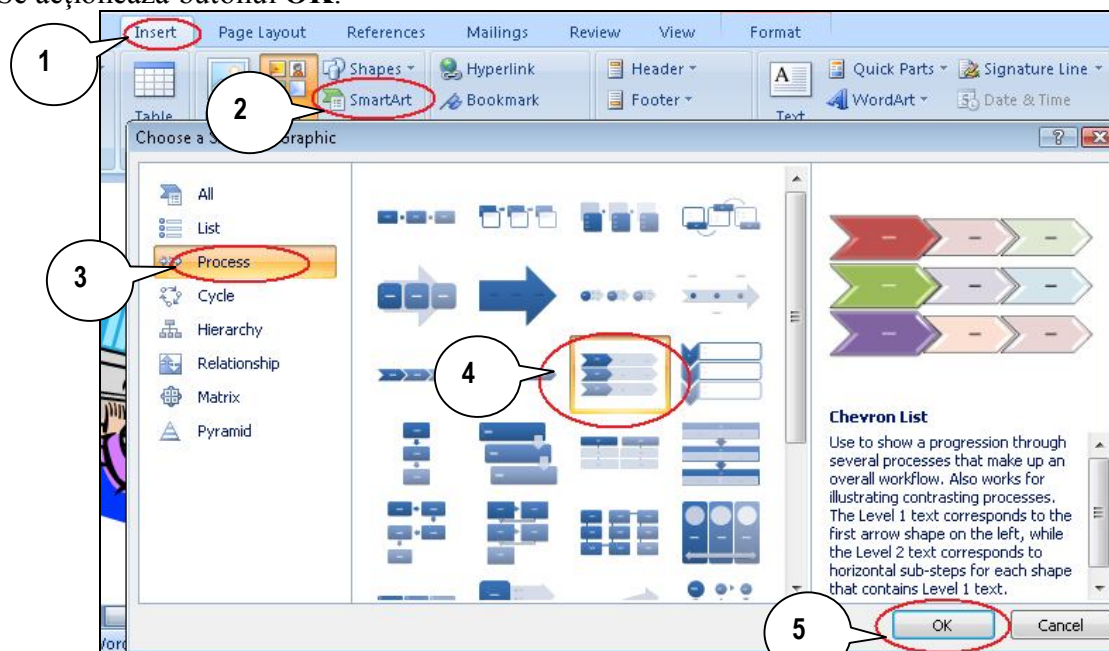 Se acţionează butonul OK.
1
Insert Page Layout References Mailings Review View Format
Shapes Hyperlink Header A Quick Parts Signature Line
2
SmartArt Bookmark Footer WordArt Date & Time
Table Text
Choose a S Graphic
All
List
3
Process
Cycle
Hierarchy
Relationship
4
Matrix
Pyramid
Chevron List
Use to show a progression through
several processes that make up an
overall workflow. Also works for
illustrating contrasting processes.
The Level 1 text corresponds to the
first arrow shape on the left, while
the Level 2 text corresponds to
horizontal sub-steps for each shape
that contains Level 1 text.
5
OK Cancel